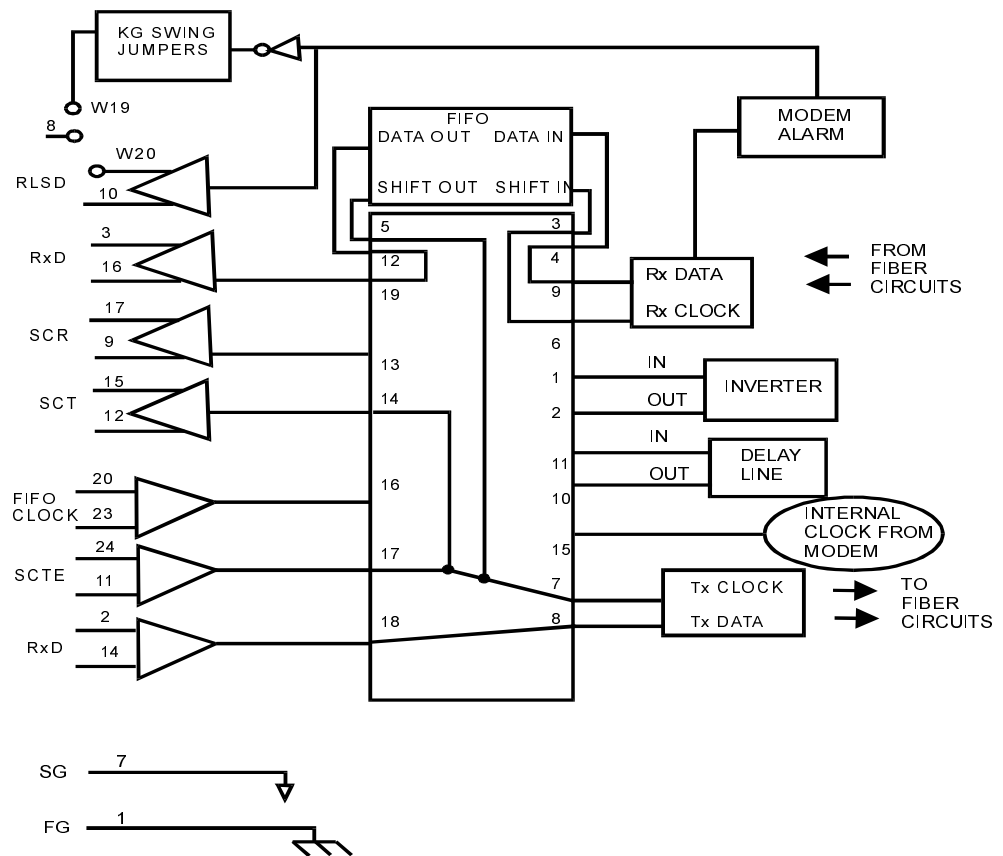 KG SWING
JUMPERS
W19
8
W20
RLSD
10
MODEM
ALARM
FIFO
DATA OUT DATA IN
SHIFT OUT SHIFT IN
3
RxD
16
5
3
12
4
19
9
Rx DATA
Rx CLOCK
FROM
FIBER
CIRCUITS
17
SCR
9
6
13
IN
1
INVERTER
OUT
2
15
SCT
12
14
IN
11
DELAY
LINE
OUT
10
20
FIFO
CLOCK
23
16
INTERNAL
CLOCK FROM
MODEM
15
24
SCTE
11
17
7
Tx CLOCK
Tx DATA
TO
FIBER
CIRCUITS
2
RxD
14
18
8
SG
7
FG
1